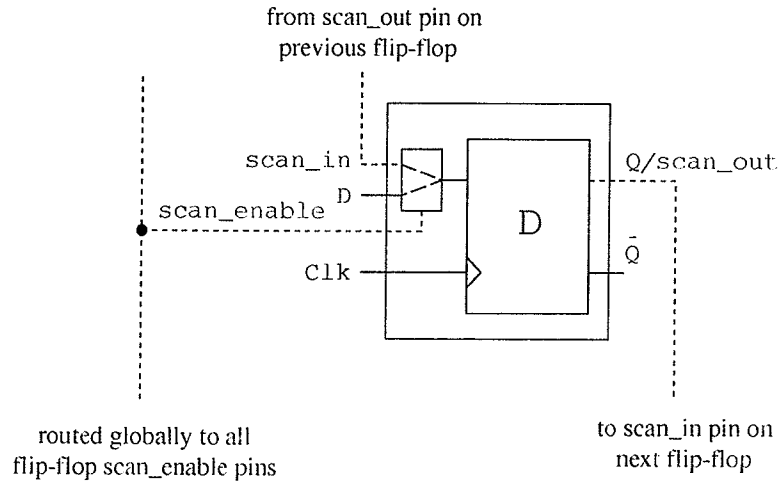 from scan_out pin on
previous flip-flop
scan_in
Q/scan_out
D
scan_enable
D
Q̄
Clk
routed globally to all
flip-flop scan_enable pins
to scan_in pin on
next flip-flop